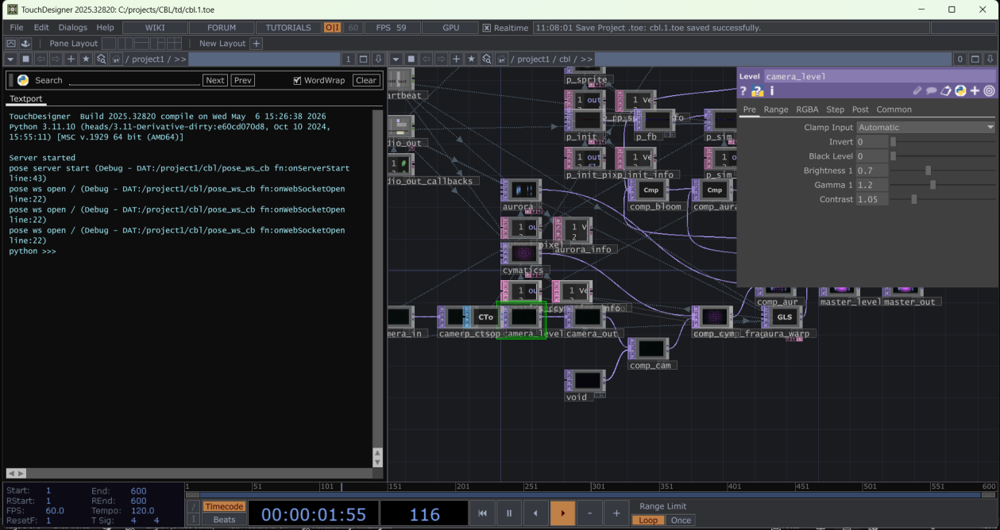 TouchDesigner 2025.32820: C:/projects/CBL/td/cbl.1.toe
File Edit Dialogs Help WIKI FORUM TUTORIALS O|I 60 FPS 59 GPU Realtime 11:08:01 Save Project .toe: cbl.1.toe saved successfully.
Pane Layout New Layout +
/ project1 / >> 1
/ project1 / cbl / >> 0
Search Next Prev WordWrap Clear
Textport
TouchDesigner Build 2025.32820 compile on Wed May 6 15:26:38 2026
Python 3.11.10 (heads/3.11-Derivative-dirty:e60cd070d8, Oct 10 2024,
15:55:11) [MSC v.1929 64 bit (AMD64)]
Server started
pose server start (Debug - DAT:/project1/cbl/pose_ws_cb fn:onServerStart
line:43)
pose ws open / (Debug - DAT:/project1/cbl/pose_ws_cb fn:onWebSocketOpen
line:22)
pose ws open / (Debug - DAT:/project1/cbl/pose_ws_cb fn:onWebSocketOpen
line:22)
pose ws open / (Debug - DAT:/project1/cbl/pose_ws_cb fn:onWebSocketOpen
line:22)
python >>>
artbeat
dio_out
dio_out_callbacks
p_sprite
p_init
p_fb
p_sim
p_init_pix
p_init_info
p_sim_
aurora
Cmp
comp_bloom
Cmp
comp_aura
aurora_info
cymatics
CTo
mera_in
ctsop
camera_level
camera_out
comp_cam
void
GLS
aura_warp
comp_aur
master_level
master_out
Level camera_level
Pre Range RGBA Step Post Common
Clamp Input Automatic
Invert 0
Black Level 0
Brightness 1 0.7
Gamma 1 1.2
Contrast 1.05
1 51 101 151 201 251 301 351 401 451 501 551 600
Start: 1 End: 600
RStart: 1 REnd: 600
FPS: 60.0 Tempo: 120.0
ResetF: 1 T Sig: 4 4
Timecode
Beats
00:00:01:55 116
Range Limit
Loop Once